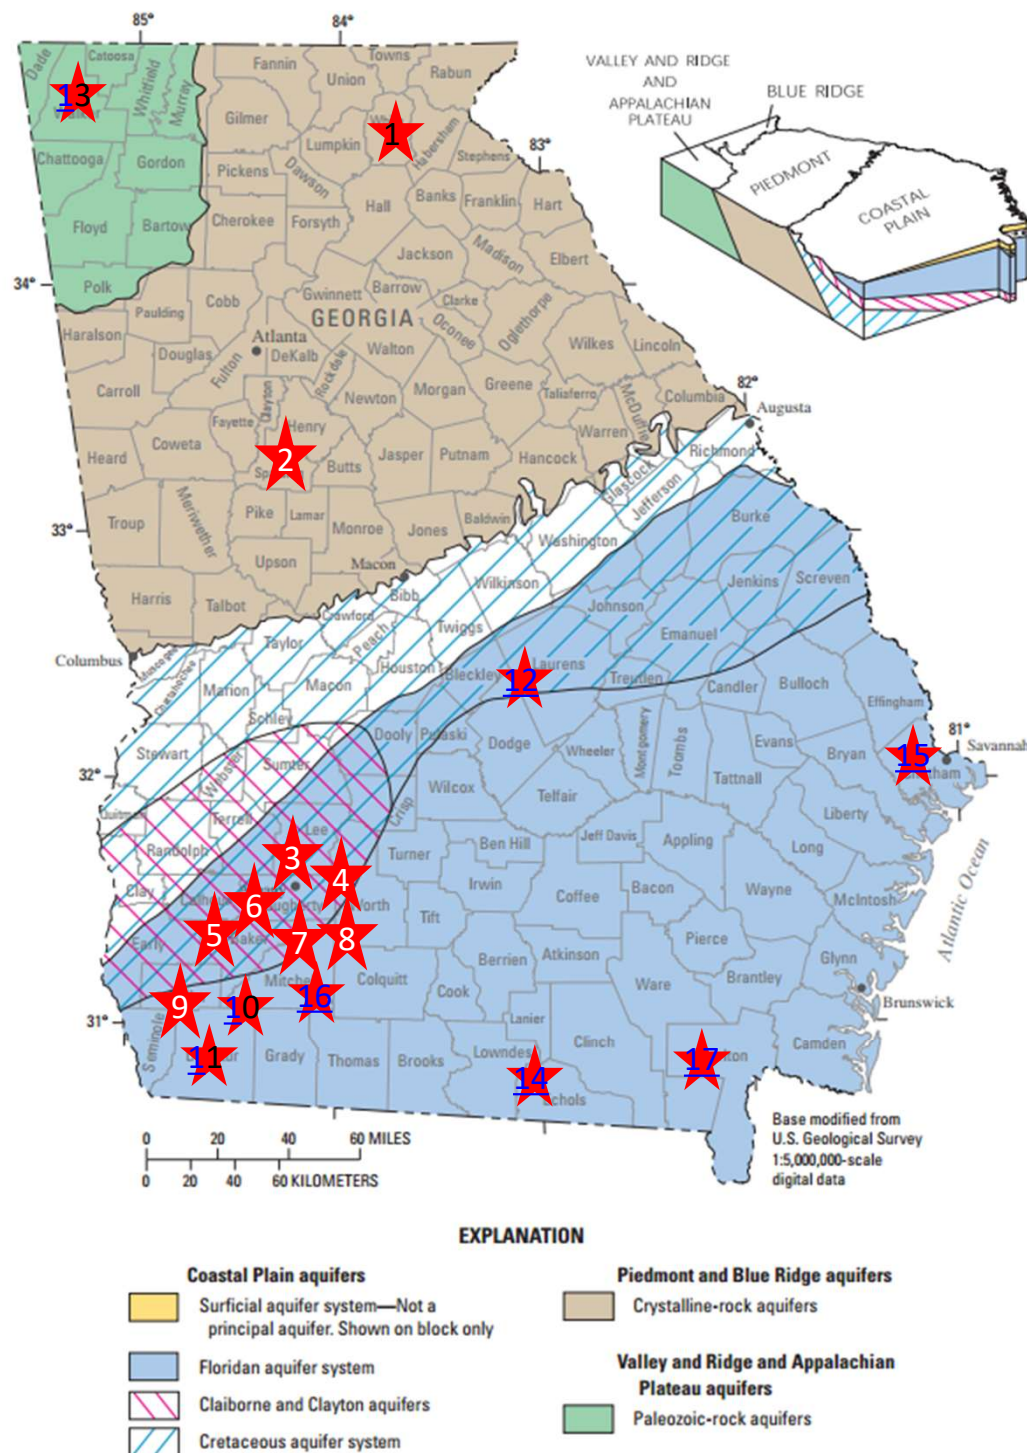 85°
84°
Dade
Catoosa
Whitfield
Murray
13
Chattooga
Gordon
Floyd
Bartow
Polk
Fannin
Towns
Union
Rabun
Gilmer
1
Lumpkin
Habersham
Stephens
83°
Pickens
Dawson
Hall
Banks
Franklin
Hart
Cherokee
Forsyth
Jackson
Madison
Elbert
34°
Cobb
Gwinnett
Barrow
Clarke
Oconee
Oglethorpe
Paulding
Haralson
GEORGIA
Atlanta
DeKalb
Rockdale
Walton
Wilkes
Lincoln
Douglas
Fulton
Carroll
Clayton
Newton
Morgan
Greene
Taliaferro
McDuffie
Columbia
82°
Augusta
Fayette
Henry
Coweta
2
Heard
Butts
Jasper
Putnam
Hancock
Warren
Glascock
Richmond
Jefferson
33°
Troup
Meriwether
Pike
Lamar
Monroe
Jones
Baldwin
Washington
Burke
Upson
Macon
Harris
Talbot
Bibb
Wilkinson
Jenkins
Screven
Crawford
Peach
Twiggs
Johnson
Emanuel
Columbus
Muscogee
Chattahoochee
Taylor
Marion
Macon
Houston
Bleckley
Laurens
12
Treutlen
Candler
Bulloch
Effingham
Schley
Stewart
Webster
Sumter
Dooly
Pulaski
Dodge
Wheeler
Montgomery
Toombs
Evans
Bryan
81°
Savannah
15
32°
Quitman
Terrell
Lee
Crisp
Wilcox
Telfair
Tattnall
Liberty
Randolph
3
Turner
Ben Hill
Jeff Davis
Appling
Long
Clay
4
6
Irwin
Coffee
Bacon
Wayne
McIntosh
Atlantic Ocean
5
7
8
Tift
Early
Baker
Berrien
Atkinson
Pierce
Glynn
Mitchell
Colquitt
Ware
Brantley
Brunswick
9
10
16
Cook
31°
Seminole
11
Grady
Thomas
Brooks
Lanier
Lowndes
Clinch
14
Echols
17
Camden
VALLEY AND RIDGE
AND
APPALACHIAN
PLATEAU
BLUE RIDGE
PIEDMONT
COASTAL
PLAIN
0 20 40 60 MILES
0 20 40 60 KILOMETERS
Base modified from
U.S. Geological Survey
1:5,000,000-scale
digital data
EXPLANATION
Coastal Plain aquifers
Surficial aquifer system—Not a
principal aquifer. Shown on block only
Floridan aquifer system
Claiborne and Clayton aquifers
Cretaceous aquifer system
Piedmont and Blue Ridge aquifers
Crystalline-rock aquifers
Valley and Ridge and Appalachian
Plateau aquifers
Paleozoic-rock aquifers